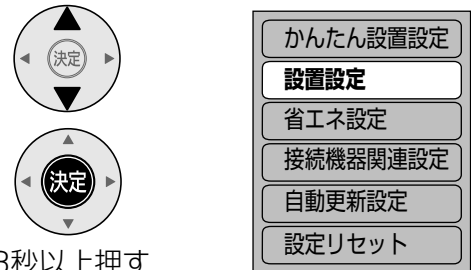 決定
決定
3秒以上押す
かんたん設置設定
設置設定
省エネ設定
接続機器関連設定
自動更新設定
設定リセット